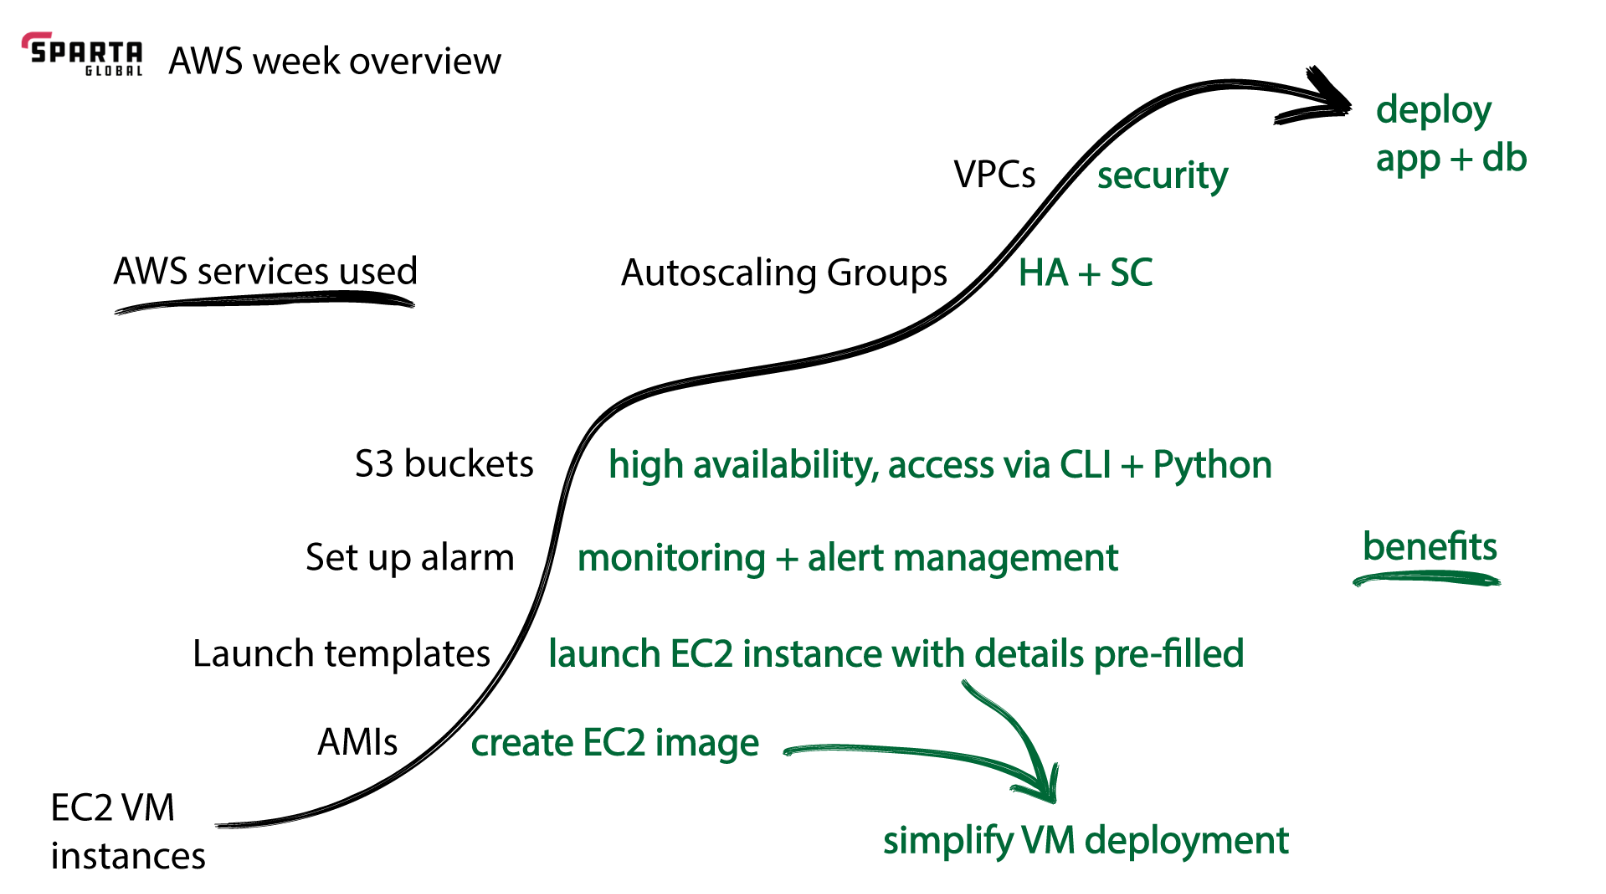 SPARTA
GLOBAL
AWS week overview
deploy
app + db
VPCs
security
AWS services used
Autoscaling Groups
HA + SC
S3 buckets
high availability, access via CLI + Python
Set up alarm
monitoring + alert management
benefits
Launch templates
launch EC2 instance with details pre-filled
AMIs
create EC2 image
EC2 VM
instances
simplify VM deployment